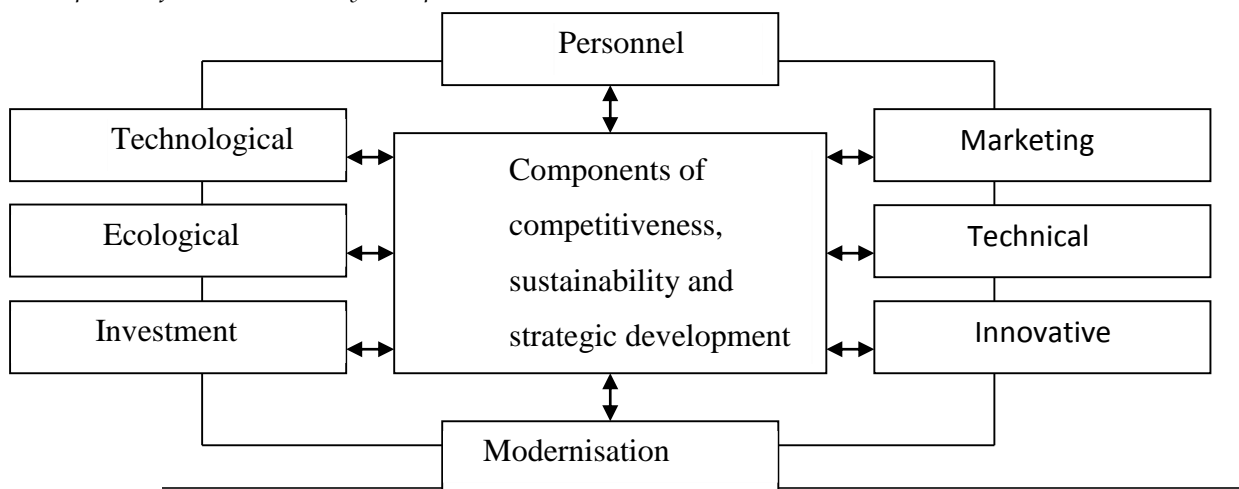 Personnel
Technological
Marketing
Components of
competitiveness,
sustainability and
strategic development
Ecological
Technical
Investment
Innovative
Modernisation